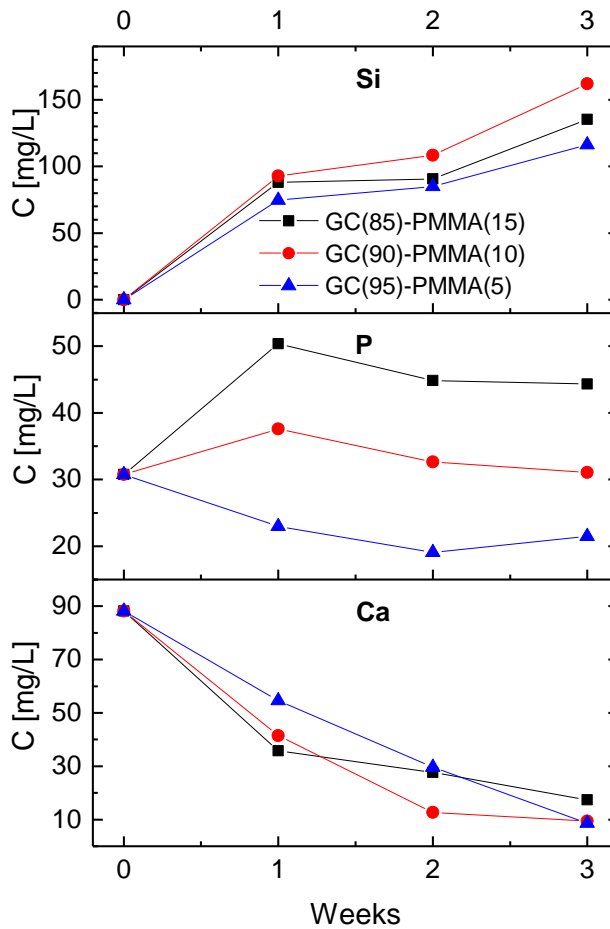 0 1 2 3
Si
150
100
50
0
C [mg/L]
GC(85)-PMMA(15)
GC(90)-PMMA(10)
GC(95)-PMMA(5)
P
50
40
30
20
C [mg/L]
Ca
90
70
50
30
10
C [mg/L]
0 1 2 3
Weeks